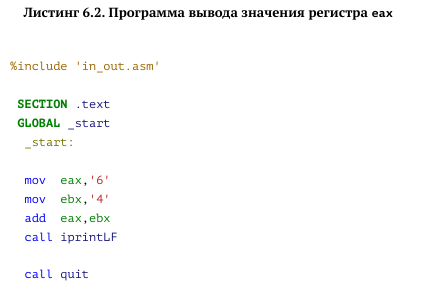 Листинг 6.2. Программа вывода значения регистра eax
%include 'in_out.asm'
SECTION .text
GLOBAL _start
_start:
mov eax,'6'
mov ebx,'4'
add eax,ebx
call iprintLF
call quit